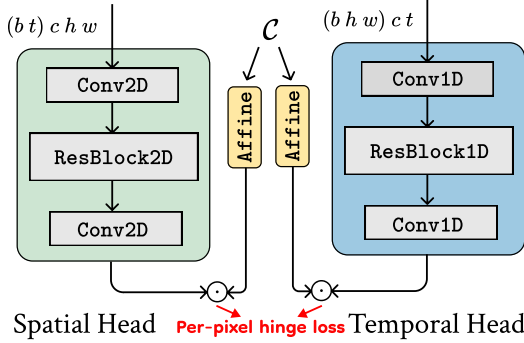 (b t) c h w
C
(b h w) c t
Conv2D
ResBlock2D
Conv2D
Affine
Affine
Conv1D
ResBlock1D
Conv1D
Spatial Head
Per-pixel hinge loss
Temporal Head